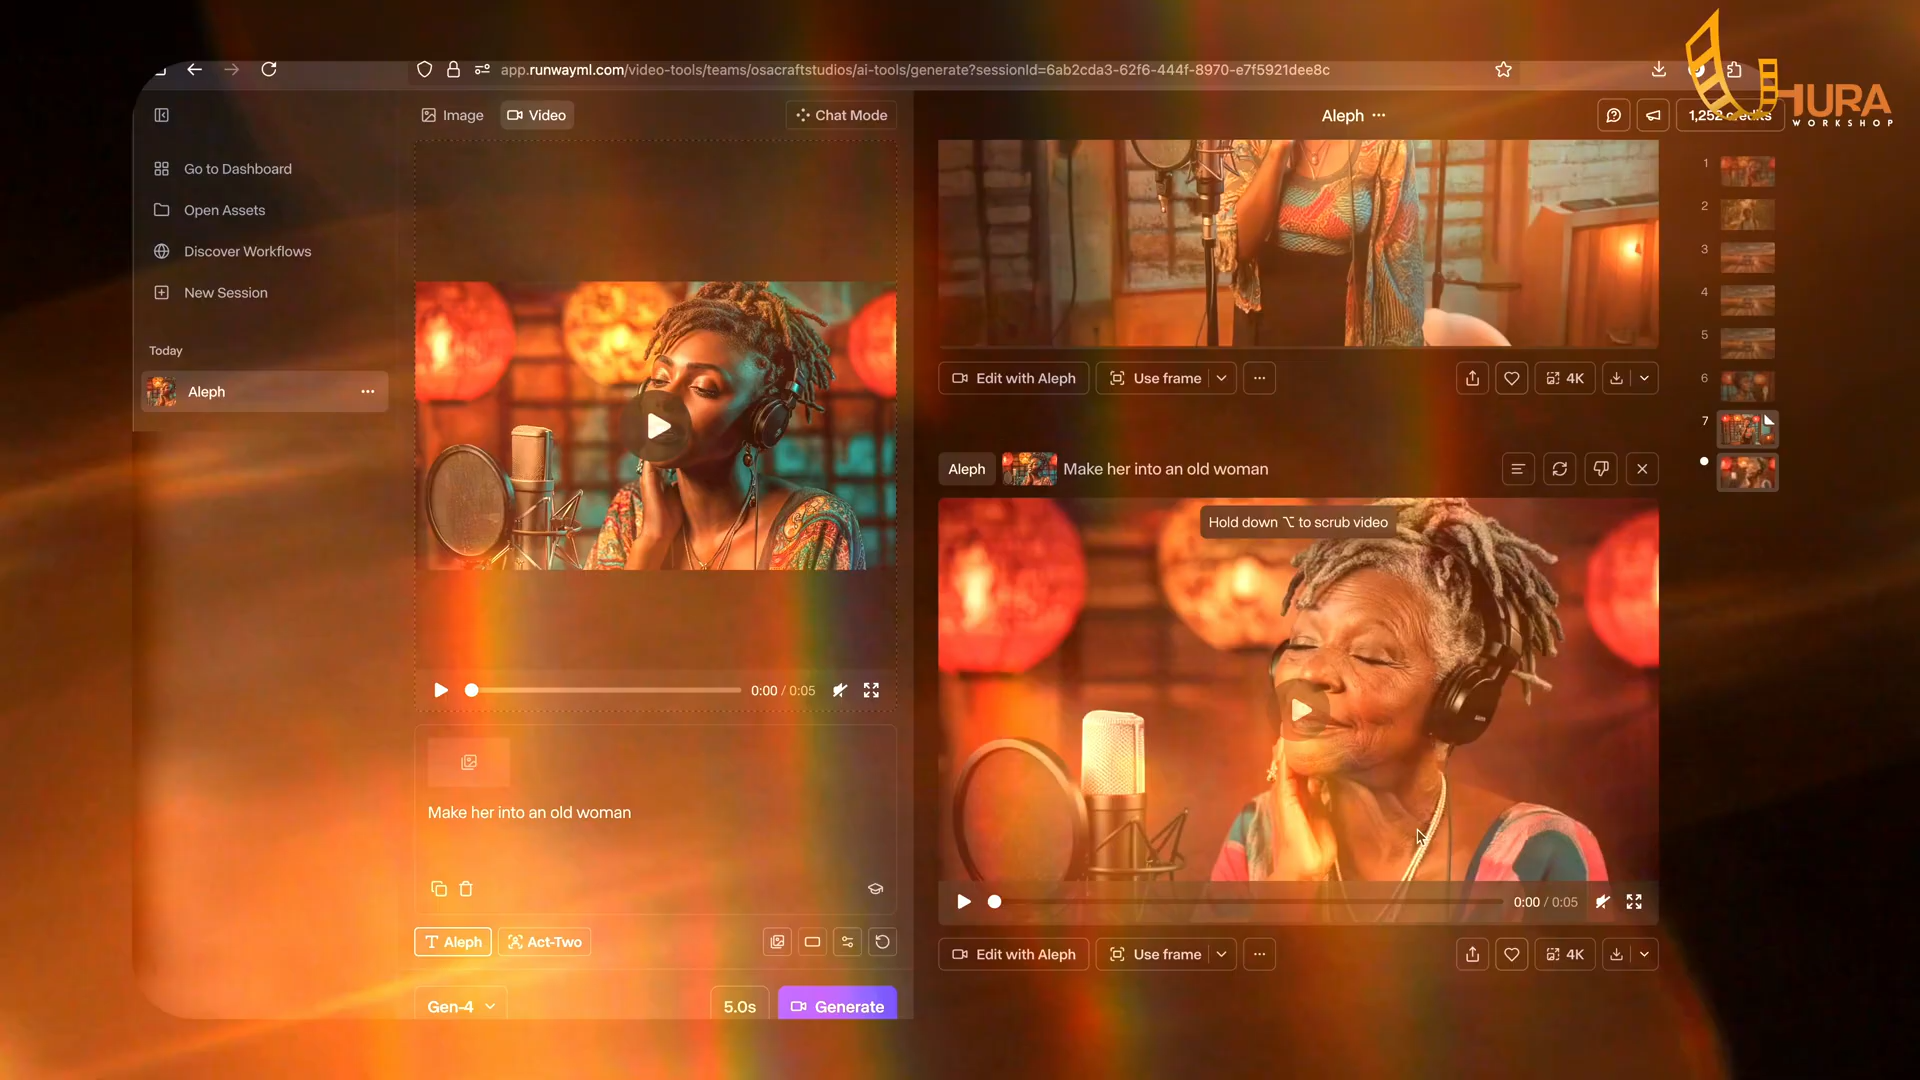 app.runwayml.com/video-tools/teams/osacraftstudios/ai-tools/generate?sessionId=6ab2cda3-62f6-444f-8970-e7f5921dee8c
HURA
WORKSHOP
Image
Video
Chat Mode
Aleph
1,252 credits
Go to Dashboard
Open Assets
Discover Workflows
New Session
Today
Aleph
1
2
3
4
5
6
7
Edit with Aleph
Use frame
4K
Aleph
Make her into an old woman
Hold down ⌥ to scrub video
0:00 / 0:05
Make her into an old woman
T Aleph
Act-Two
Gen-4
5.0s
Generate
0:00 / 0:05
Edit with Aleph
Use frame
4K